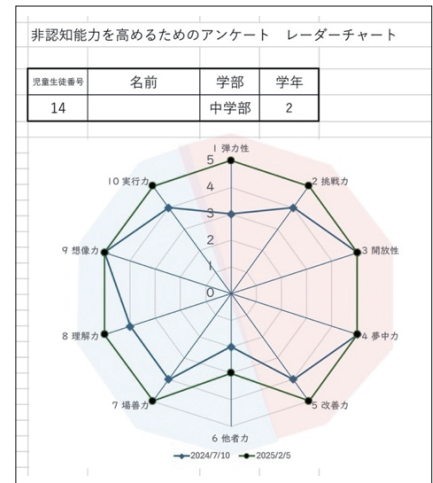 非認知能力を高めるためのアンケート　レーダーチャート
児童生徒番号 名前 学部 学年
14 中学部 2
1 弾力性
5
10 実行力 2 挑戦力
4
3
9 想像力 3 開放性
2
1
0
8 理解力 4 夢中力
7 場善力 5 改善力
6 他者力
2024/7/10 2025/2/5